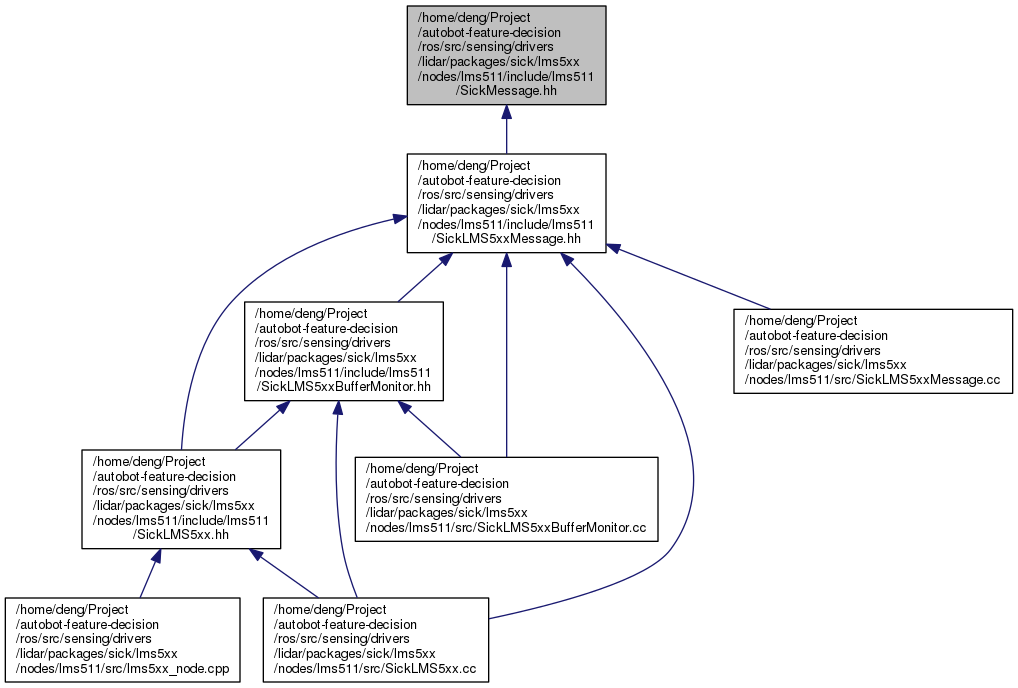 /home/deng/Project
/autobot-feature-decision
/ros/src/sensing/drivers
/lidar/packages/sick/lms5xx
/nodes/lms511/include/lms511
/SickMessage.hh
/home/deng/Project
/autobot-feature-decision
/ros/src/sensing/drivers
/lidar/packages/sick/lms5xx
/nodes/lms511/include/lms511
/SickLMS5xxMessage.hh
/home/deng/Project
/autobot-feature-decision
/ros/src/sensing/drivers
/lidar/packages/sick/lms5xx
/nodes/lms511/include/lms511
/SickLMS5xxBufferMonitor.hh
/home/deng/Project
/autobot-feature-decision
/ros/src/sensing/drivers
/lidar/packages/sick/lms5xx
/nodes/lms511/src/SickLMS5xxMessage.cc
/home/deng/Project
/autobot-feature-decision
/ros/src/sensing/drivers
/lidar/packages/sick/lms5xx
/nodes/lms511/include/lms511
/SickLMS5xx.hh
/home/deng/Project
/autobot-feature-decision
/ros/src/sensing/drivers
/lidar/packages/sick/lms5xx
/nodes/lms511/src/SickLMS5xxBufferMonitor.cc
/home/deng/Project
/autobot-feature-decision
/ros/src/sensing/drivers
/lidar/packages/sick/lms5xx
/nodes/lms511/src/lms5xx_node.cpp
/home/deng/Project
/autobot-feature-decision
/ros/src/sensing/drivers
/lidar/packages/sick/lms5xx
/nodes/lms511/src/SickLMS5xx.cc